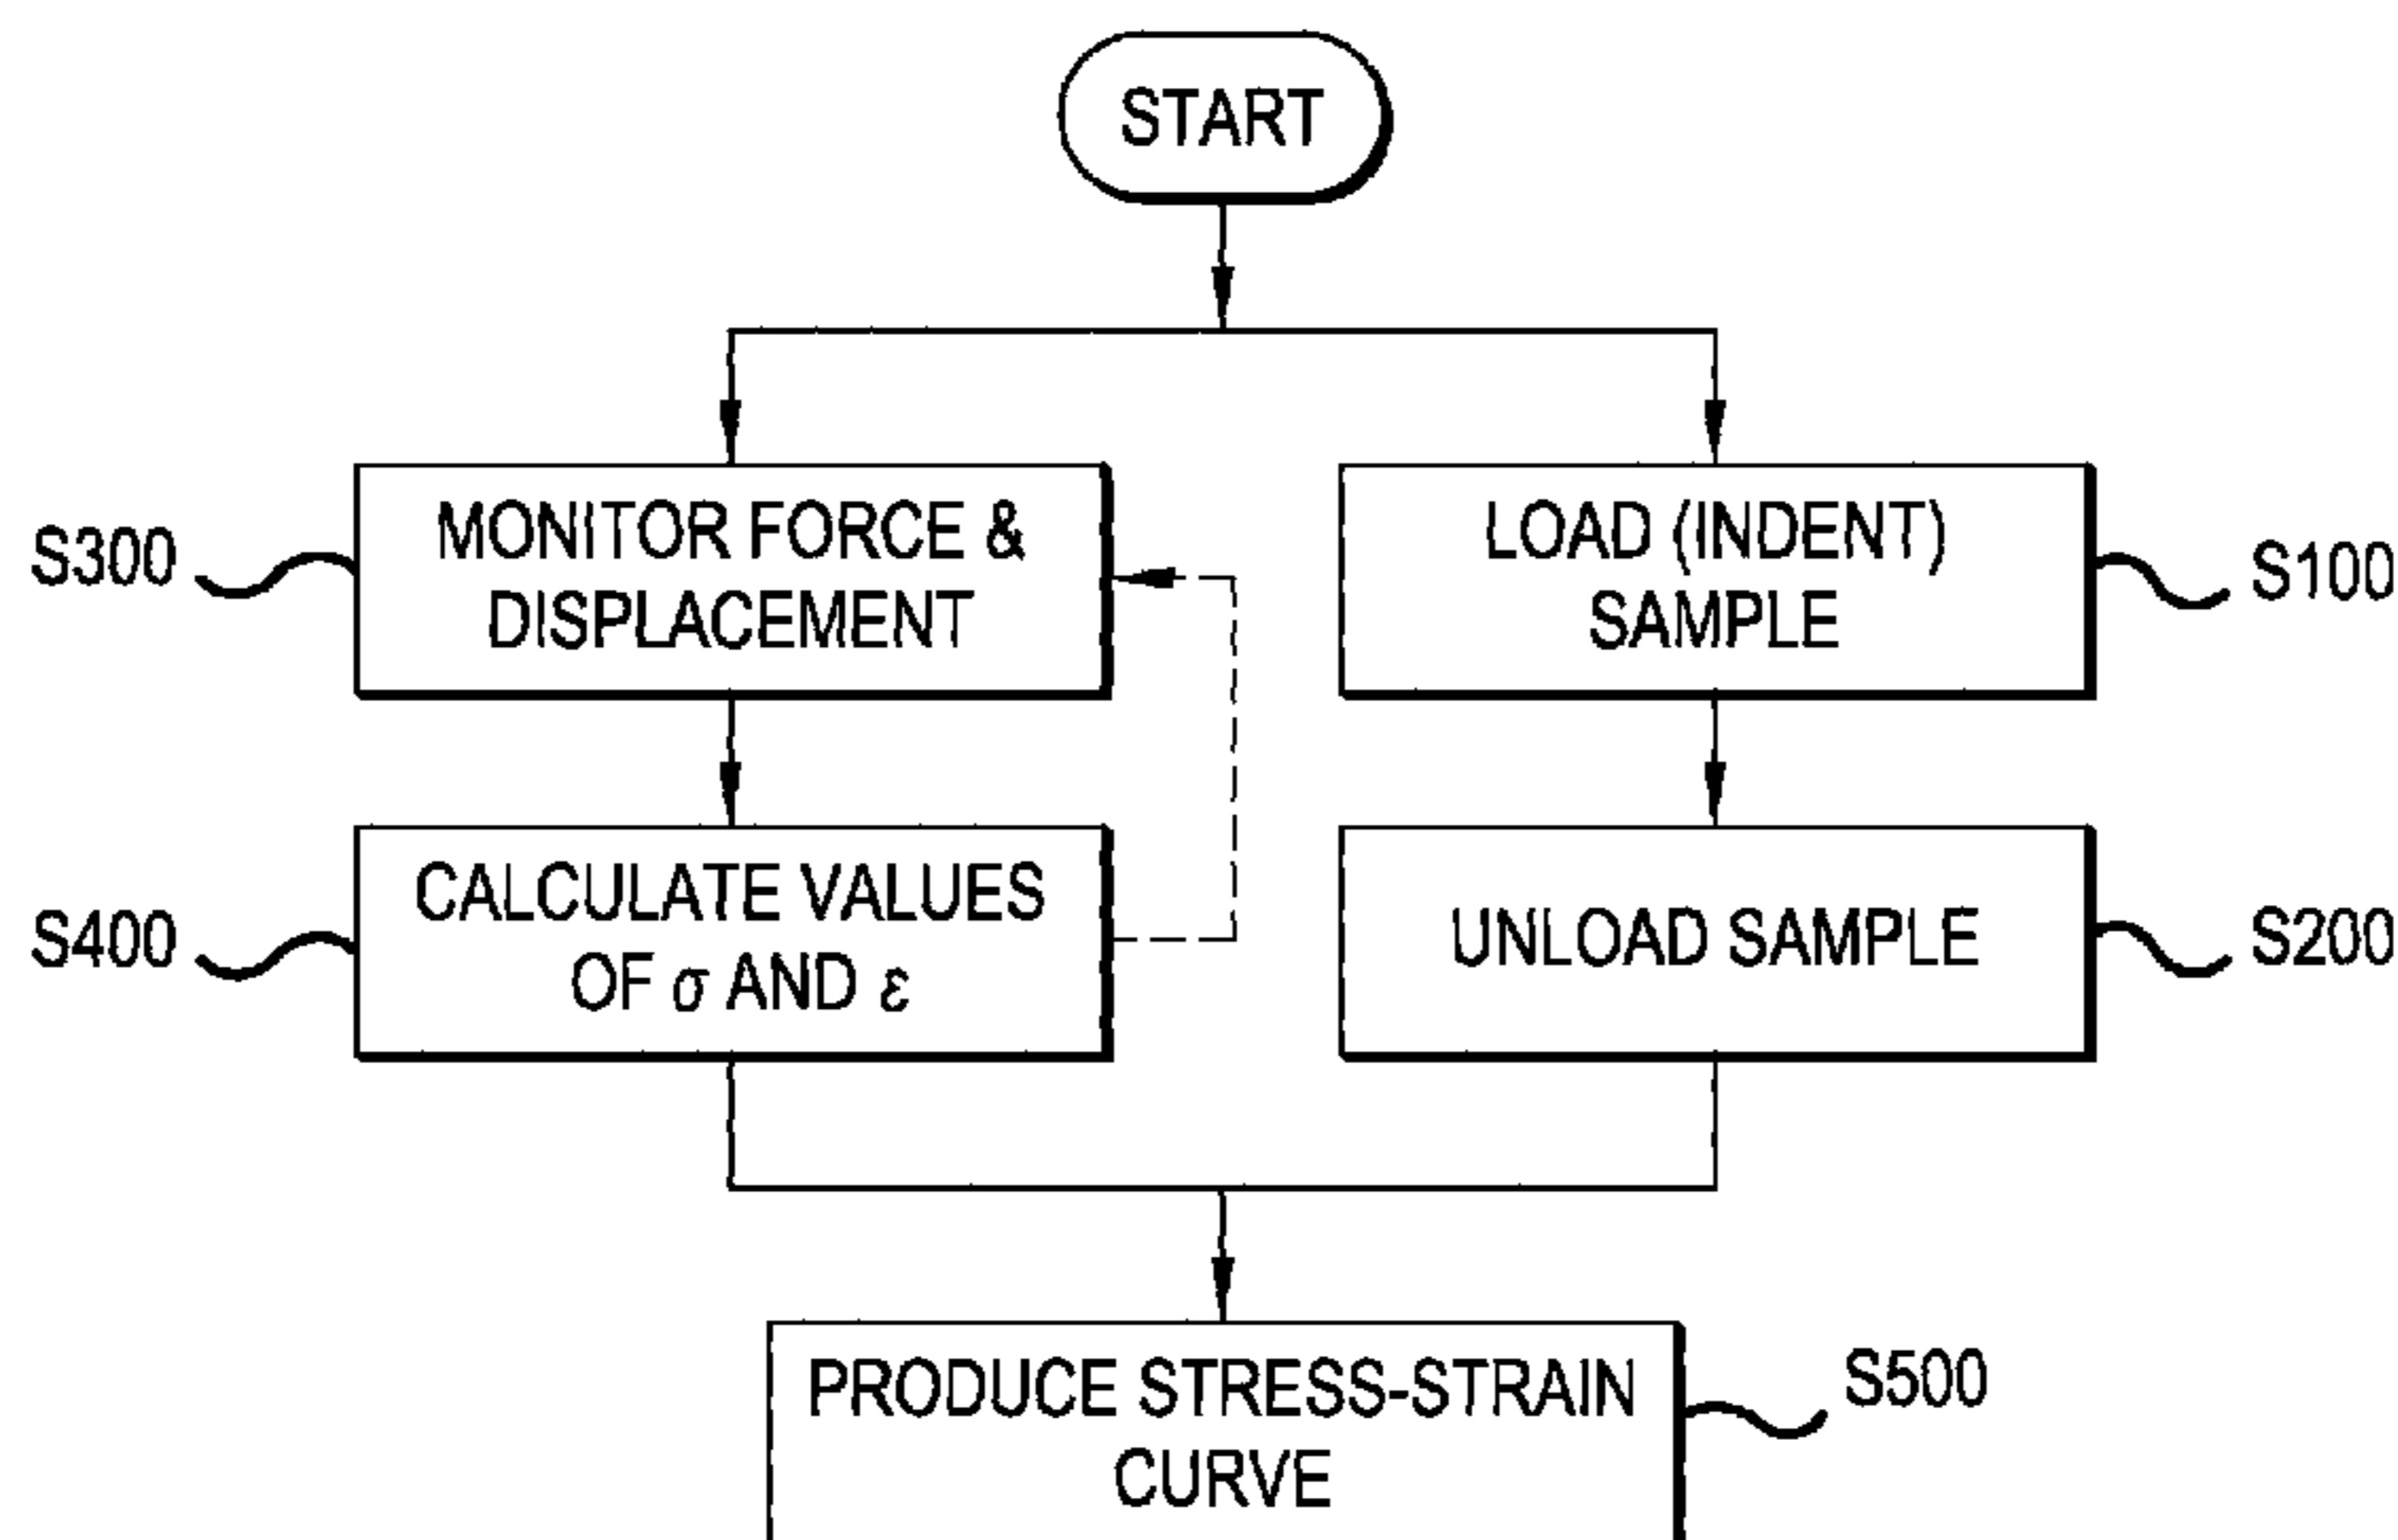 START
S300
MONITOR FORCE &
DISPLACEMENT
LOAD (INDENT)
SAMPLE
S100
S400
CALCULATE VALUES
OF σ AND ε
UNLOAD SAMPLE
S200
PRODUCE STRESS-STRAIN
CURVE
S500